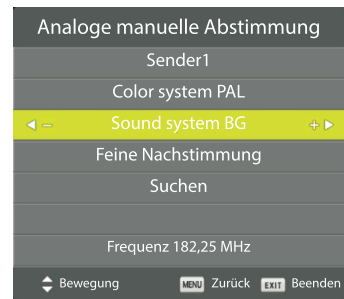 Analoge manuelle Abstimmung
Sender1
Color system PAL
– Sound system BG +
Feine Nachstimmung
Suchen
Frequenz 182,25 MHz
Bewegung MENU Zurück EXIT Beenden